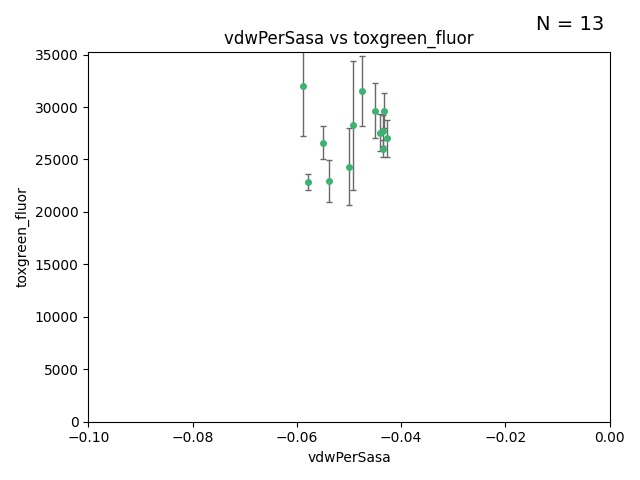 N = 13
vdwPerSasa vs toxgreen_fluor
35000
30000
25000
20000
15000
10000
5000
0
toxgreen_fluor
−0.10 −0.08 −0.06 −0.04 −0.02 0.00
vdwPerSasa